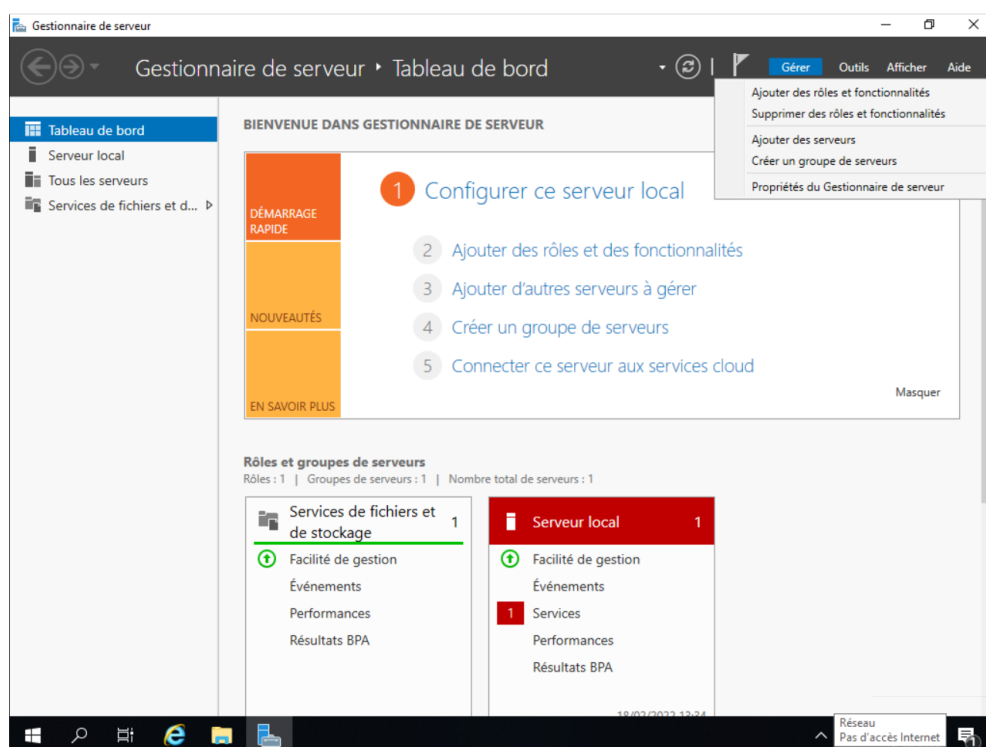 Gestionnaire de serveur
Gestionnaire de serveur ‣ Tableau de bord
Gérer
Outils
Afficher
Aide
Ajouter des rôles et fonctionnalités
Supprimer des rôles et fonctionnalités
Ajouter des serveurs
Créer un groupe de serveurs
Propriétés du Gestionnaire de serveur
Tableau de bord
Serveur local
Tous les serveurs
Services de fichiers et d...
BIENVENUE DANS GESTIONNAIRE DE SERVEUR
DÉMARRAGE
RAPIDE
NOUVEAUTÉS
EN SAVOIR PLUS
1 Configurer ce serveur local
2 Ajouter des rôles et des fonctionnalités
3 Ajouter d'autres serveurs à gérer
4 Créer un groupe de serveurs
5 Connecter ce serveur aux services cloud
Masquer
Rôles et groupes de serveurs
Rôles : 1 | Groupes de serveurs : 1 | Nombre total de serveurs : 1
Services de fichiers et
de stockage
1
Facilité de gestion
Événements
Performances
Résultats BPA
Serveur local 1
Facilité de gestion
Événements
1 Services
Performances
Résultats BPA
18/02/2022 13:34
Réseau
Pas d'accès Internet
1